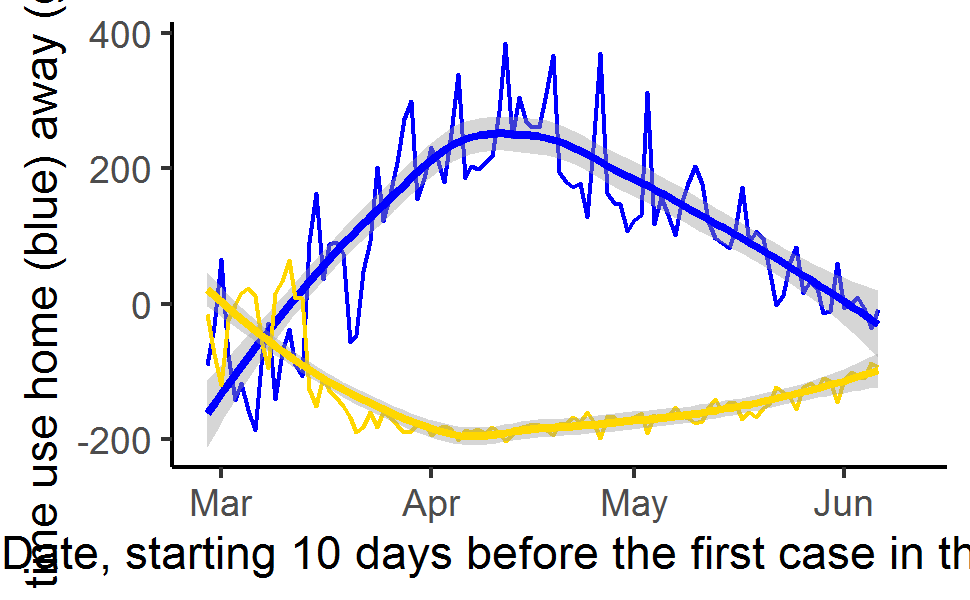 time use home (blue) away (g
400
200
0
-200
Mar Apr May Jun
Date, starting 10 days before the first case in th